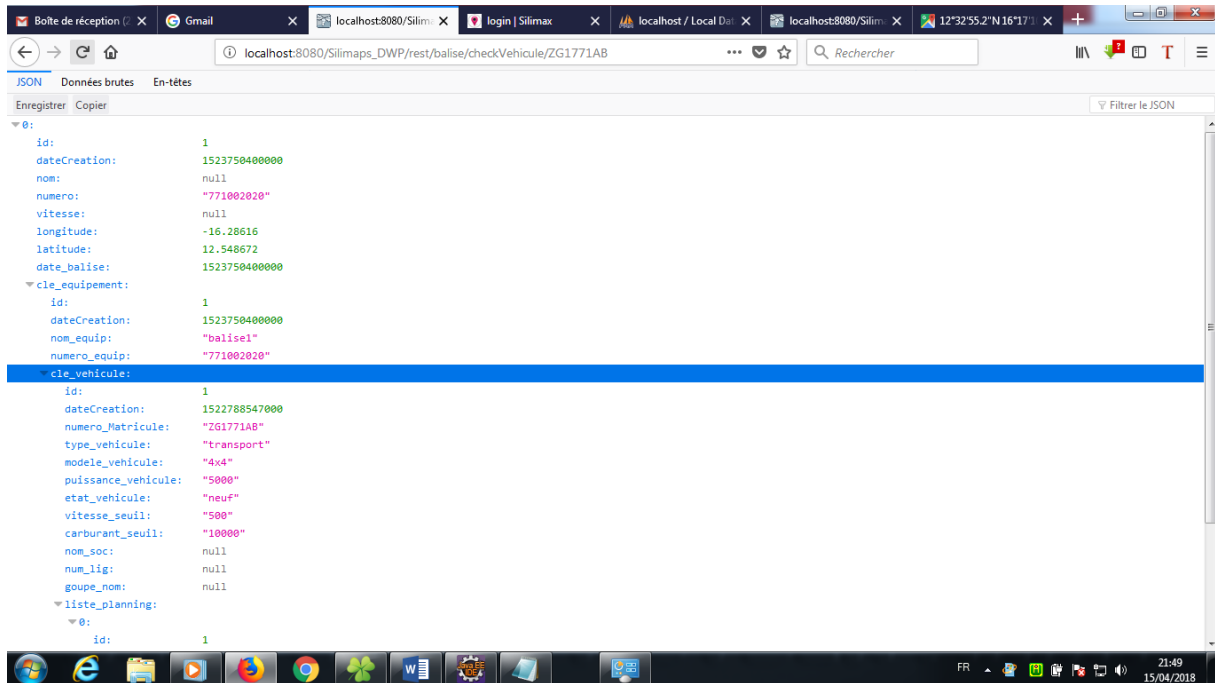 Boîte de réception (2
Gmail
localhost:8080/Silima
login | Silimax
localhost / Local Dat
localhost:8080/Silim
12°32'55.2"N 16°17'1
localhost:8080/Silimaps_DWP/rest/balise/checkVehicule/ZG1771AB
Rechercher
JSON Données brutes En-têtes
Enregistrer Copier
Filtrer le JSON
0:
id: 1
dateCreation: 1523750400000
nom: null
numero: "771002020"
vitesse: null
longitude: -16.28616
latitude: 12.548672
date_balise: 1523750400000
cle_equipement:
id: 1
dateCreation: 1523750400000
nom_equip: "balise1"
numero_equip: "771002020"
cle_vehicule:
id: 1
dateCreation: 1522788547000
numero_Matricule: "ZG1771AB"
type_vehicule: "transport"
modele_vehicule: "4x4"
puissance_vehicule: "5000"
etat_vehicule: "neuf"
vitesse_seuil: "500"
carburant_seuil: "10000"
nom_soc: null
num_lig: null
goupe_nom: null
liste_planning:
0:
id: 1
FR
21:49
15/04/2018